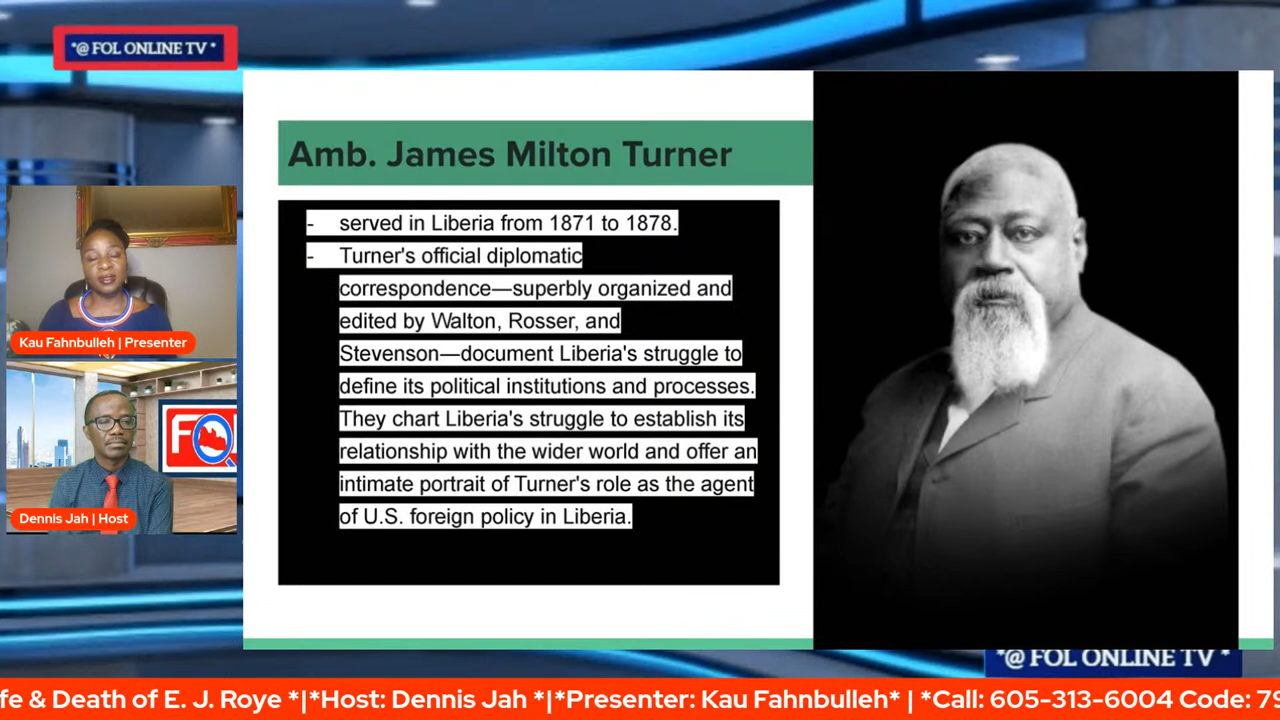 *@ FOL ONLINE TV *
Amb. James Milton Turner
- served in Liberia from 1871 to 1878.
- Turner's official diplomatic
correspondence—superbly organized and
edited by Walton, Rosser, and
Stevenson—document Liberia's struggle to
define its political institutions and processes.
They chart Liberia's struggle to establish its
relationship with the wider world and offer an
intimate portrait of Turner's role as the agent
of U.S. foreign policy in Liberia.
Kau Fahnbulleh | Presenter
Dennis Jah | Host
*@ FOL ONLINE TV *
fe & Death of E. J. Roye *|*Host: Dennis Jah *|*Presenter: Kau Fahnbulleh* | *Call: 605-313-6004 Code: 79